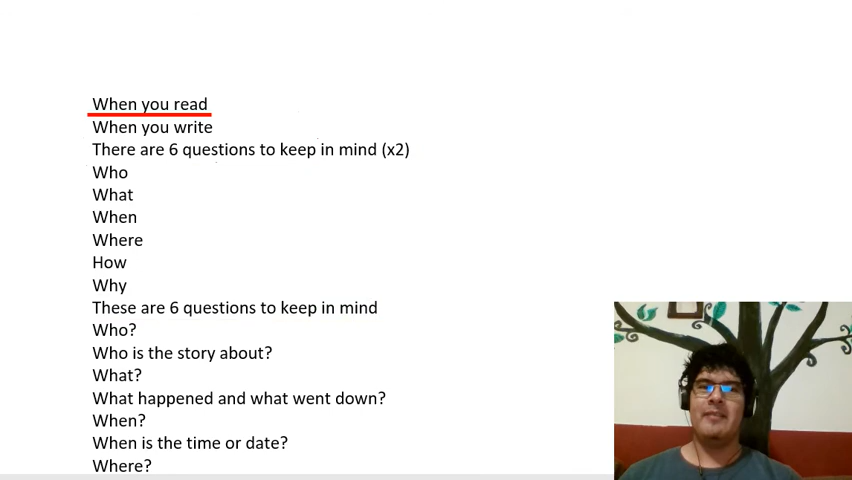 When you read
When you write
There are 6 questions to keep in mind (x2)
Who
What
When
Where
How
Why
These are 6 questions to keep in mind
Who?
Who is the story about?
What?
What happened and what went down?
When?
When is the time or date?
Where?